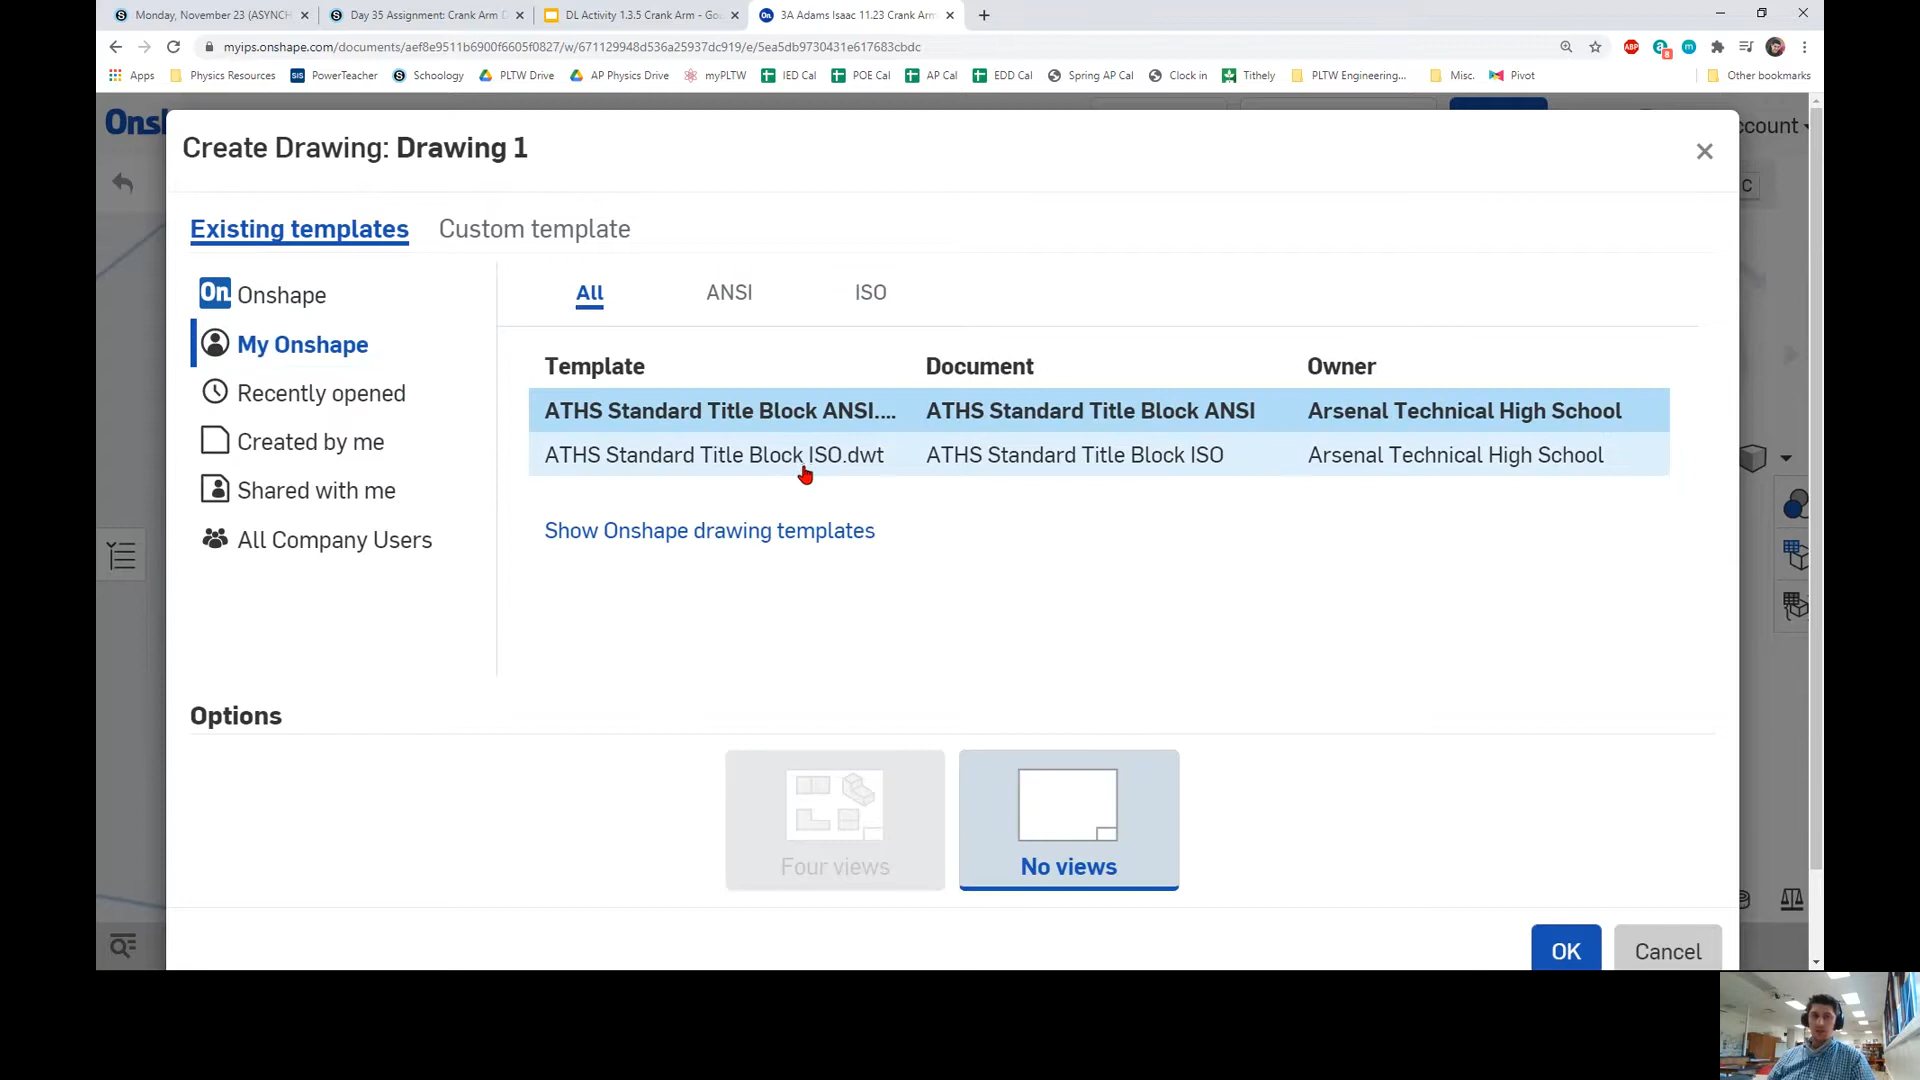 Monday, November 23 (ASYNCH
Day 35 Assignment: Crank Arm D
DL Activity 1.3.5 Crank Arm - Goo
3A Adams Isaac 11.23 Crank Arm
myips.onshape.com/documents/aef8e9511b6900f6605f0827/w/671129948d536a25937dc919/e/5ea5db9730431e617683cbdc
Apps
Physics Resources
PowerTeacher
Schoology
PLTW Drive
AP Physics Drive
myPLTW
IED Cal
POE Cal
AP Cal
EDD Cal
Spring AP Cal
Clock in
Tithely
PLTW Engineering...
Misc.
Pivot
Other bookmarks
Onsh
ccount
Create Drawing: Drawing 1
Existing templates
Custom template
On Onshape
My Onshape
Recently opened
Created by me
Shared with me
All Company Users
All
ANSI
ISO
Template
Document
Owner
ATHS Standard Title Block ANSI....
ATHS Standard Title Block ANSI
Arsenal Technical High School
ATHS Standard Title Block ISO.dwt
ATHS Standard Title Block ISO
Arsenal Technical High School
Show Onshape drawing templates
Options
Four views
No views
OK
Cancel